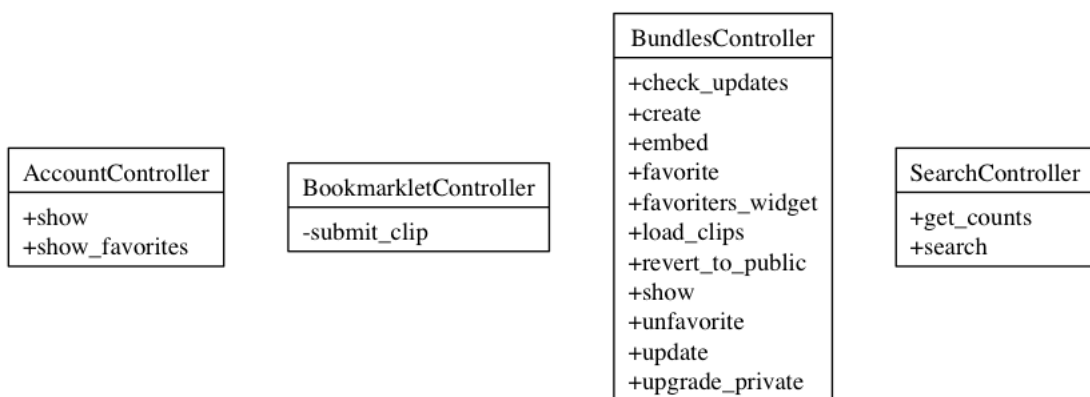 AccountController
+show
+show_favorites
BookmarkletController
-submit_clip
BundlesController
+check_updates
+create
+embed
+favorite
+favoriters_widget
+load_clips
+revert_to_public
+show
+unfavorite
+update
+upgrade_private
SearchController
+get_counts
+search